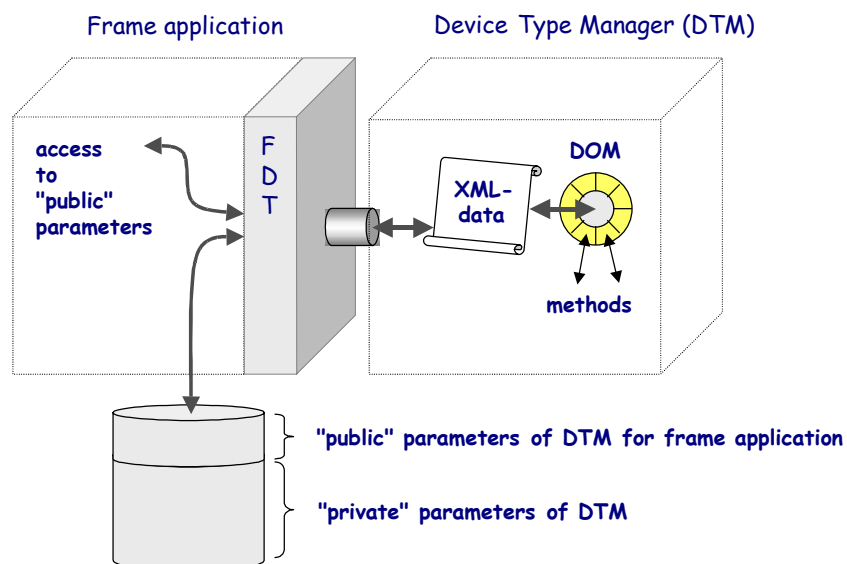 Frame application
Device Type Manager (DTM)
access
to
"public"
parameters
F
D
T
XML-
data
DOM
methods
"public" parameters of DTM for frame application
"private" parameters of DTM